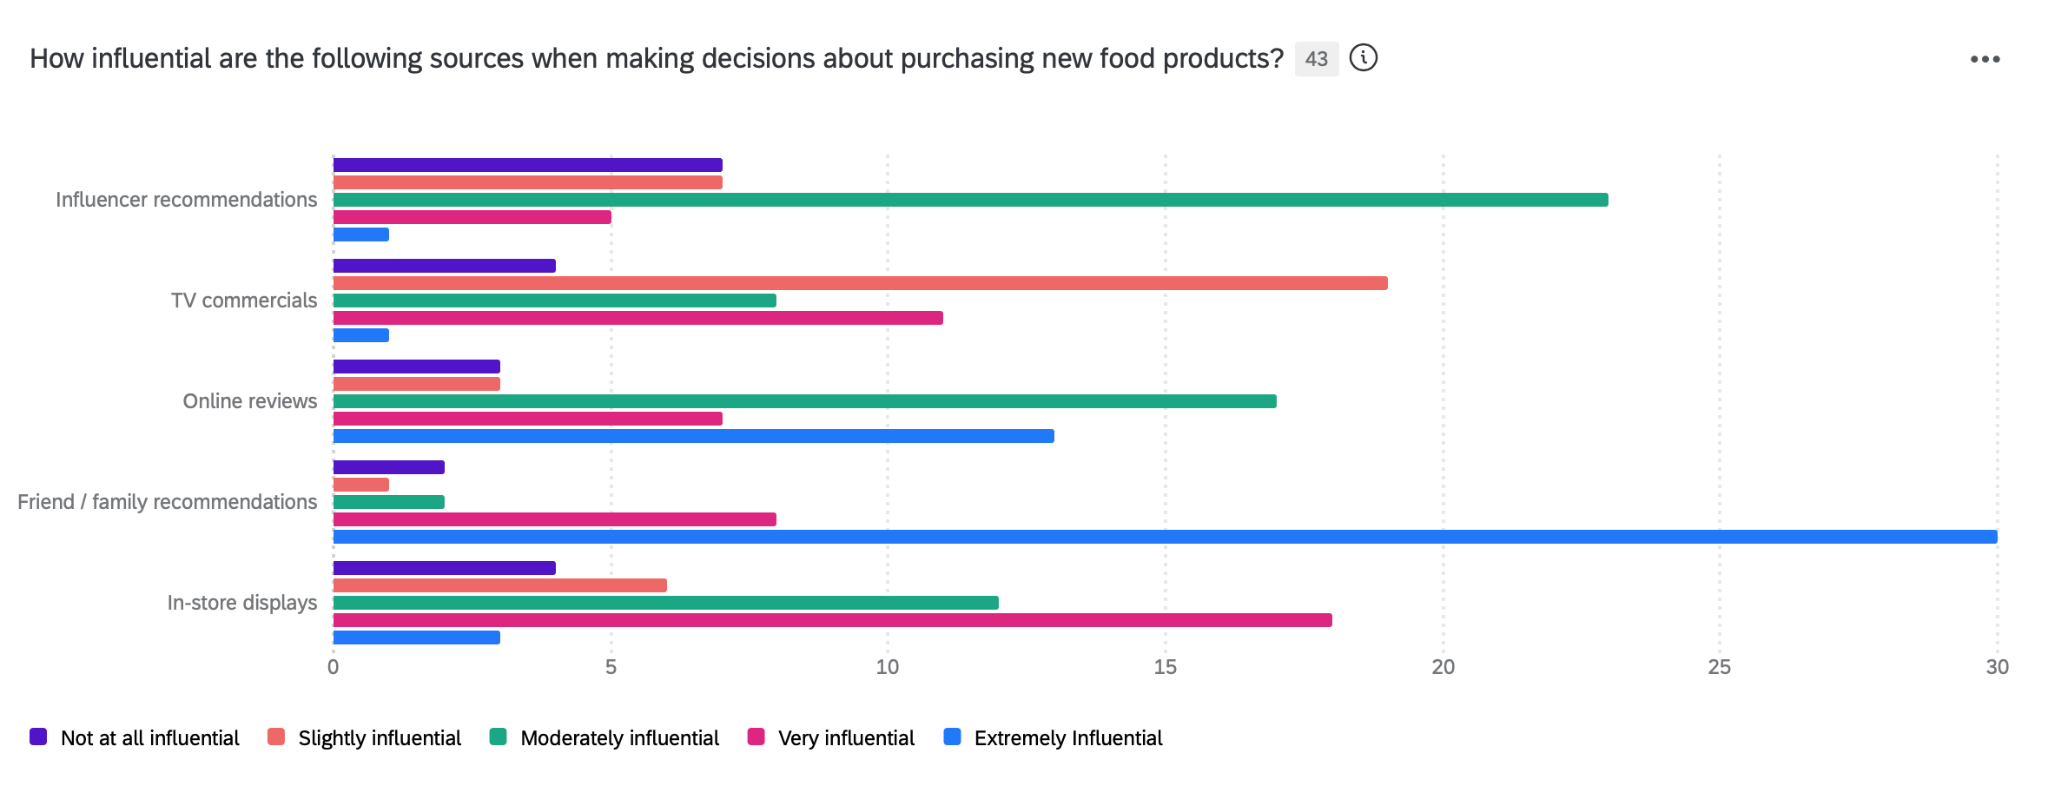 How influential are the following sources when making decisions about purchasing new food products? 43
Influencer recommendations
TV commercials
Online reviews
Friend / family recommendations
In-store displays
0 5 10 15 20 25 30
Not at all influential Slightly influential Moderately influential Very influential Extremely Influential